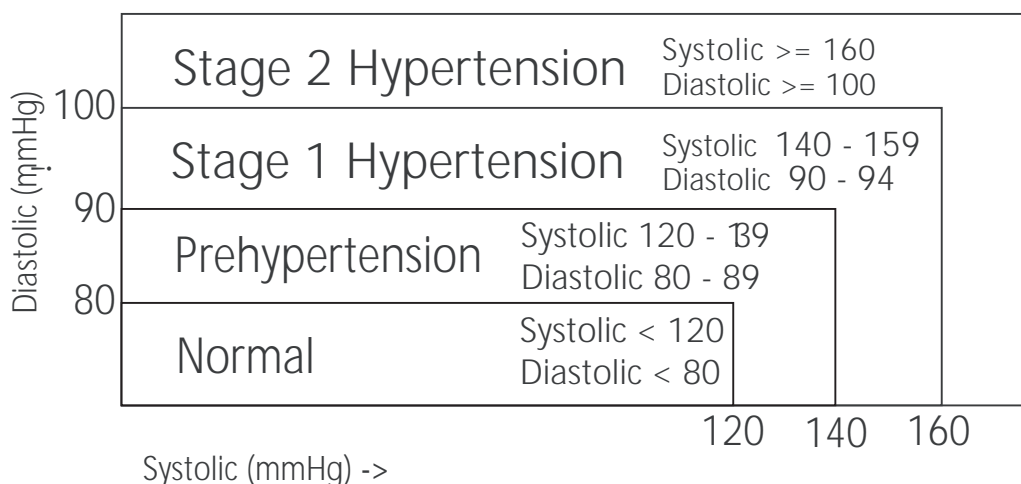 Stage 2 Hypertension
Systolic >= 160
Diastolic >= 100
100
Stage 1 Hypertension
Systolic 140 - 159
Diastolic 90 - 94
90
Prehypertension
Systolic 120 - 139
Diastolic 80 - 89
80
Normal
Systolic < 120
Diastolic < 80
120
140
160
Systolic (mmHg) ->
Diastolic (mmHg)